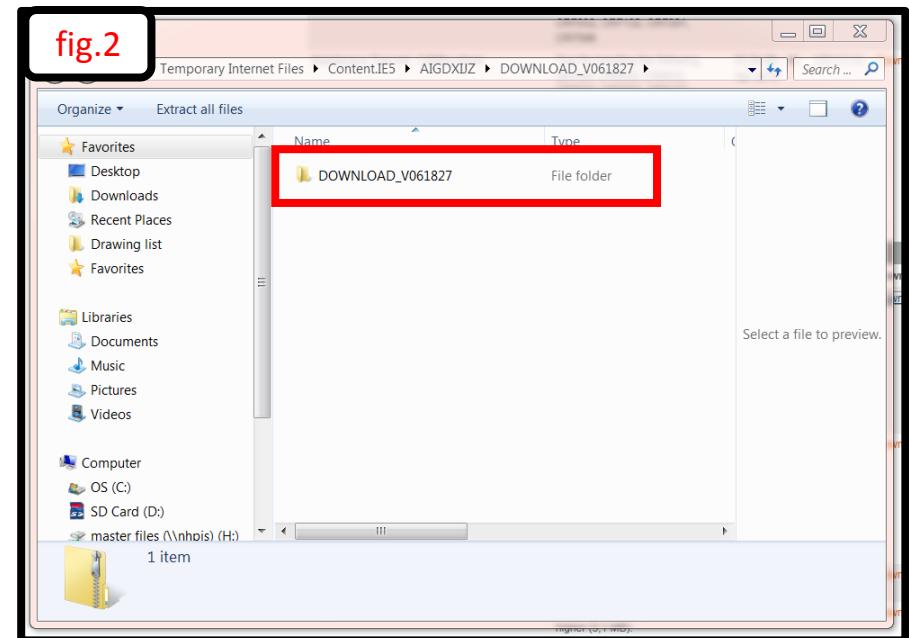 fig.2
Temporary Internet Files ▸ Content.IE5 ▸ AIGDXIJZ ▸ DOWNLOAD_V061827 ▸
Search ...
Organize
Extract all files
Name
Type
Favorites
Desktop
Downloads
Recent Places
Drawing list
Favorites
Libraries
Documents
Music
Pictures
Videos
Computer
OS (C:)
SD Card (D:)
master files (\\nhpis) (H:)
DOWNLOAD_V061827
File folder
Select a file to preview.
1 item